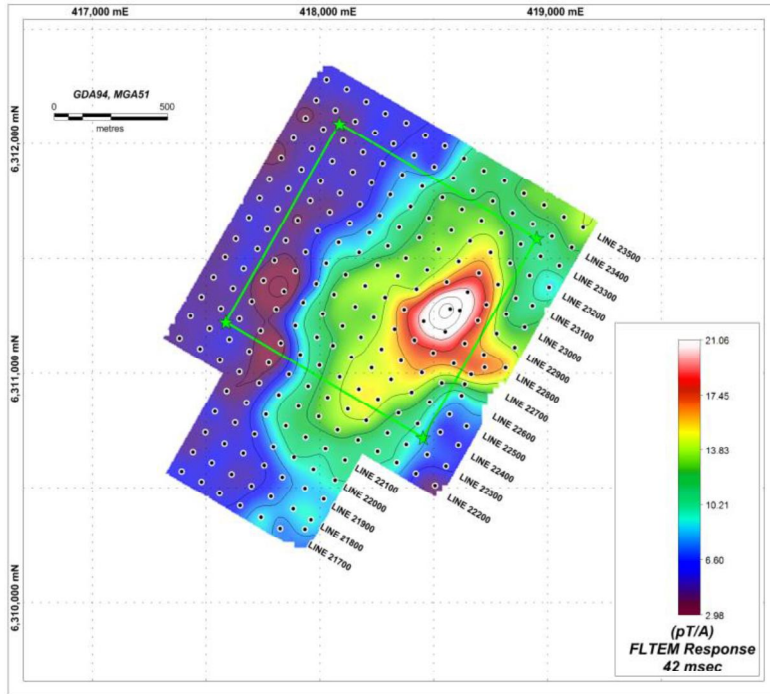 417,000 mE
418,000 mE
419,000 mE
GDA94, MGA51
0 500
metres
6,312,000 mN
6,311,000 mN
6,310,000 mN
LINE 23500
LINE 23400
LINE 23300
LINE 23200
LINE 23100
LINE 23000
LINE 22900
LINE 22800
LINE 22700
LINE 22600
LINE 22500
LINE 22400
LINE 22300
LINE 22200
LINE 22100
LINE 22000
LINE 21900
LINE 21800
LINE 21700
21.06
17.45
13.83
10.21
6.60
2.98
(pT/A)
FLTEM Response
42 msec